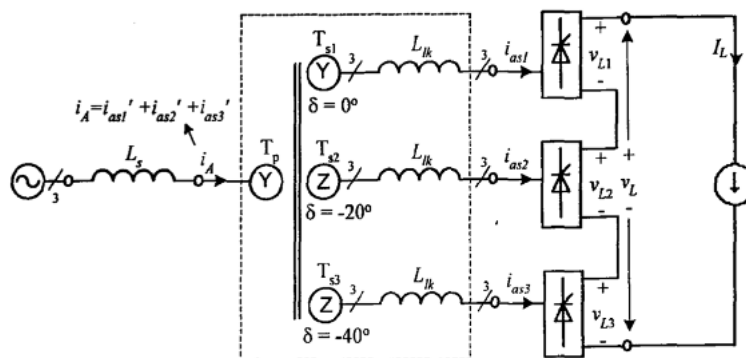 i_A=i_as1' +i_as2' +i_as3'
L_s
3
i_A
T_p
Y
T_s1
Y
δ = 0°
3
L_lk
3
i_as1
+
v_L1
-
T_s2
Z
δ = -20°
3
L_lk
3
i_as2
+
v_L2
-
T_s3
Z
δ = -40°
3
L_lk
3
i_as3
+
v_L3
-
+
v_L
-
I_L